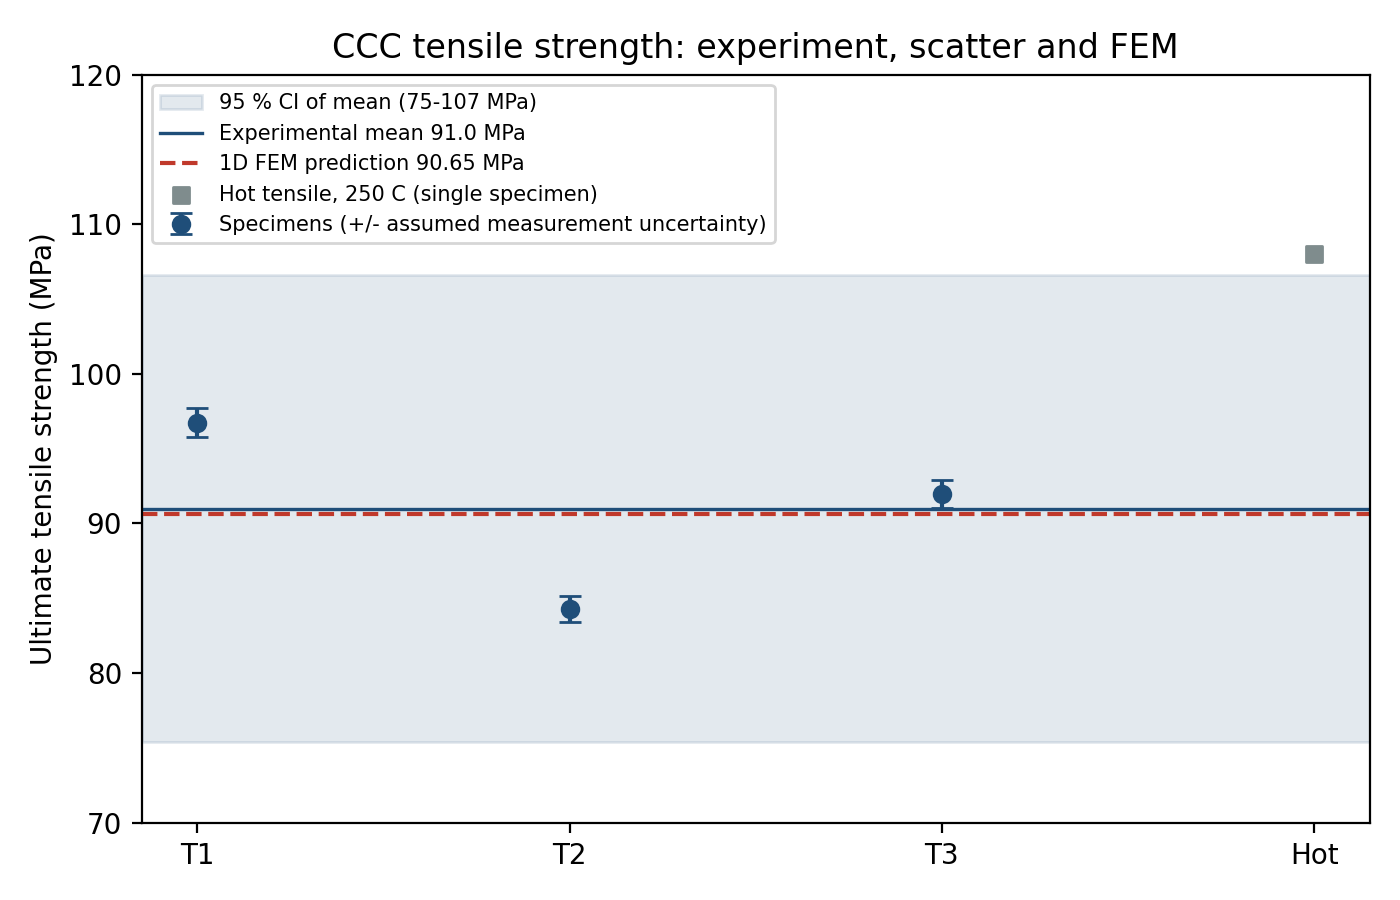 CCC tensile strength: experiment, scatter and FEM
95 % CI of mean (75-107 MPa)
Experimental mean 91.0 MPa
1D FEM prediction 90.65 MPa
Hot tensile, 250 C (single specimen)
Specimens (+/- assumed measurement uncertainty)
Ultimate tensile strength (MPa)
120
110
100
90
80
70
T1 T2 T3 Hot